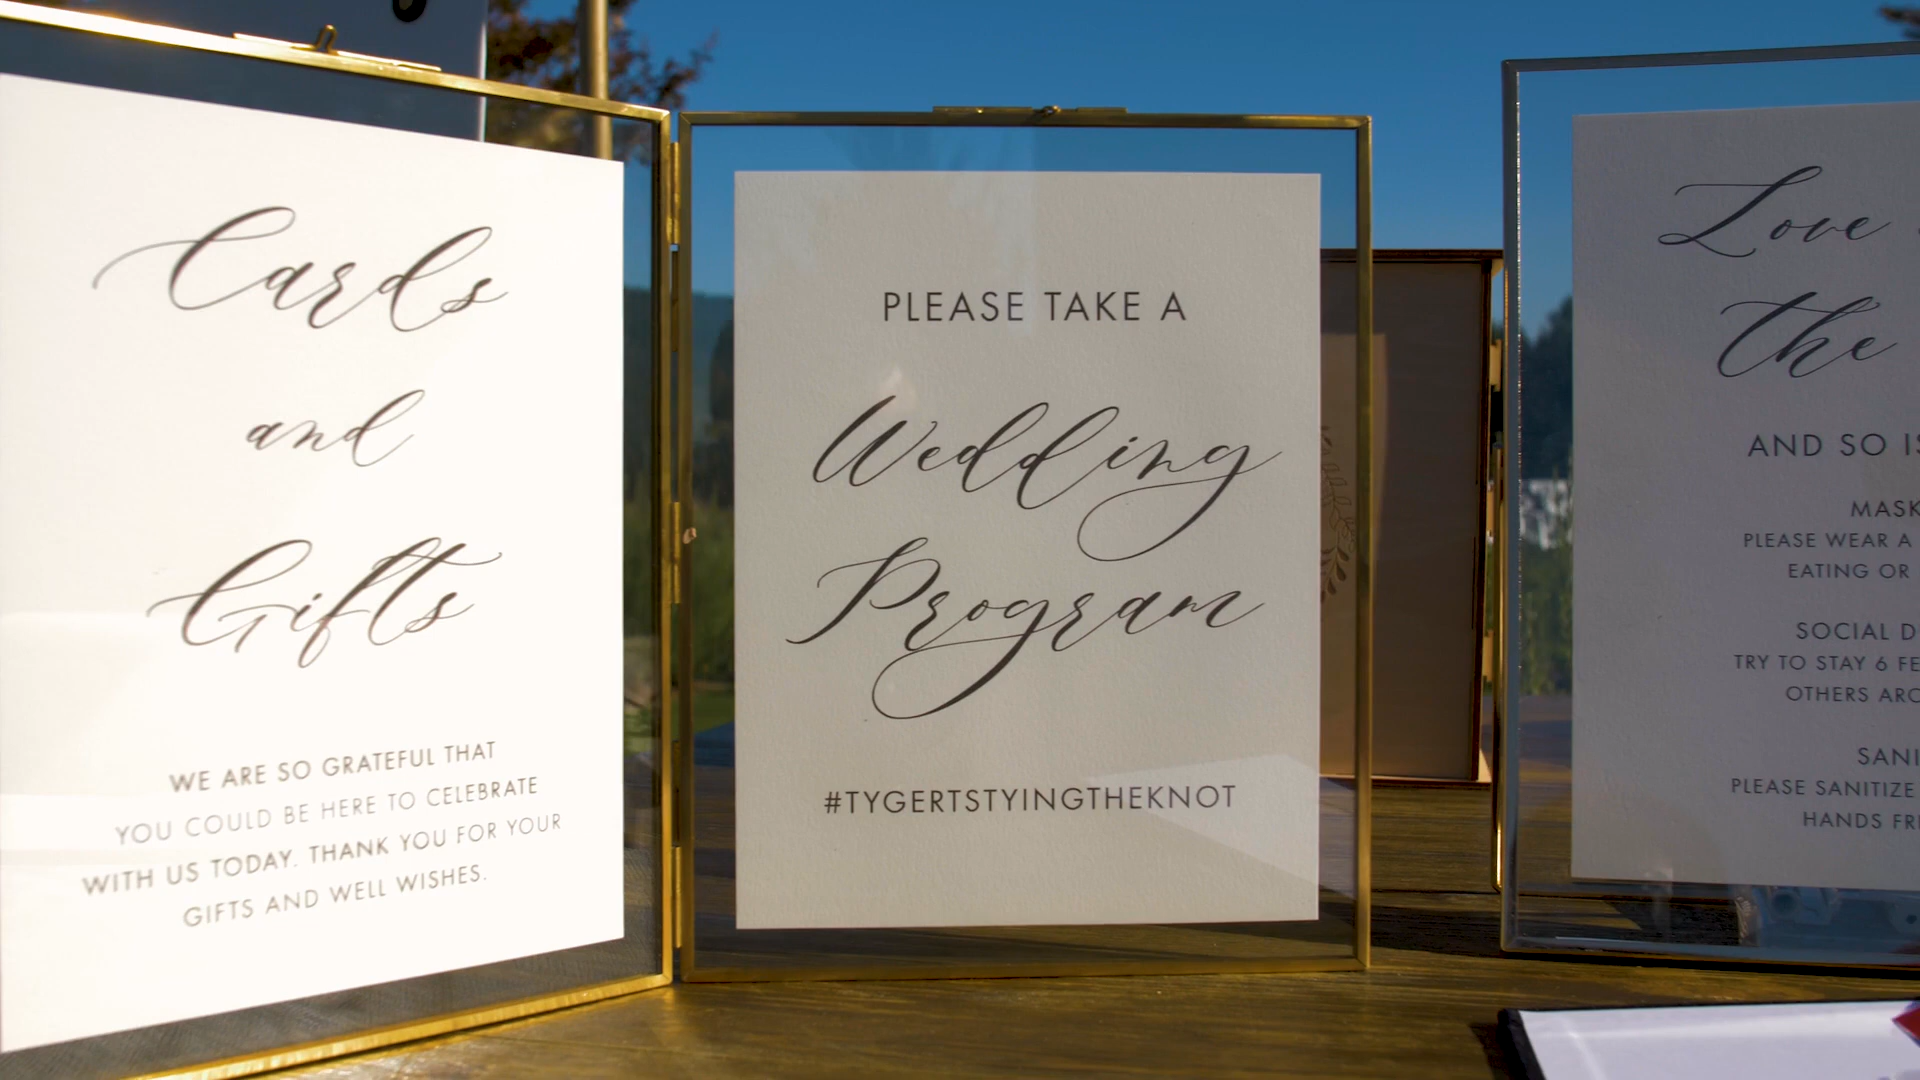 Cards
and
Gifts
WE ARE SO GRATEFUL THAT
YOU COULD BE HERE TO CELEBRATE
WITH US TODAY. THANK YOU FOR YOUR
GIFTS AND WELL WISHES.
PLEASE TAKE A
Wedding
Program
#TYGERTSTYINGTHEKNOT
Love
the
AND SO IS
MASK
PLEASE WEAR A
EATING OR
SOCIAL
TRY TO STAY 6
OTHERS
PLEASE SANITIZE
HANDS